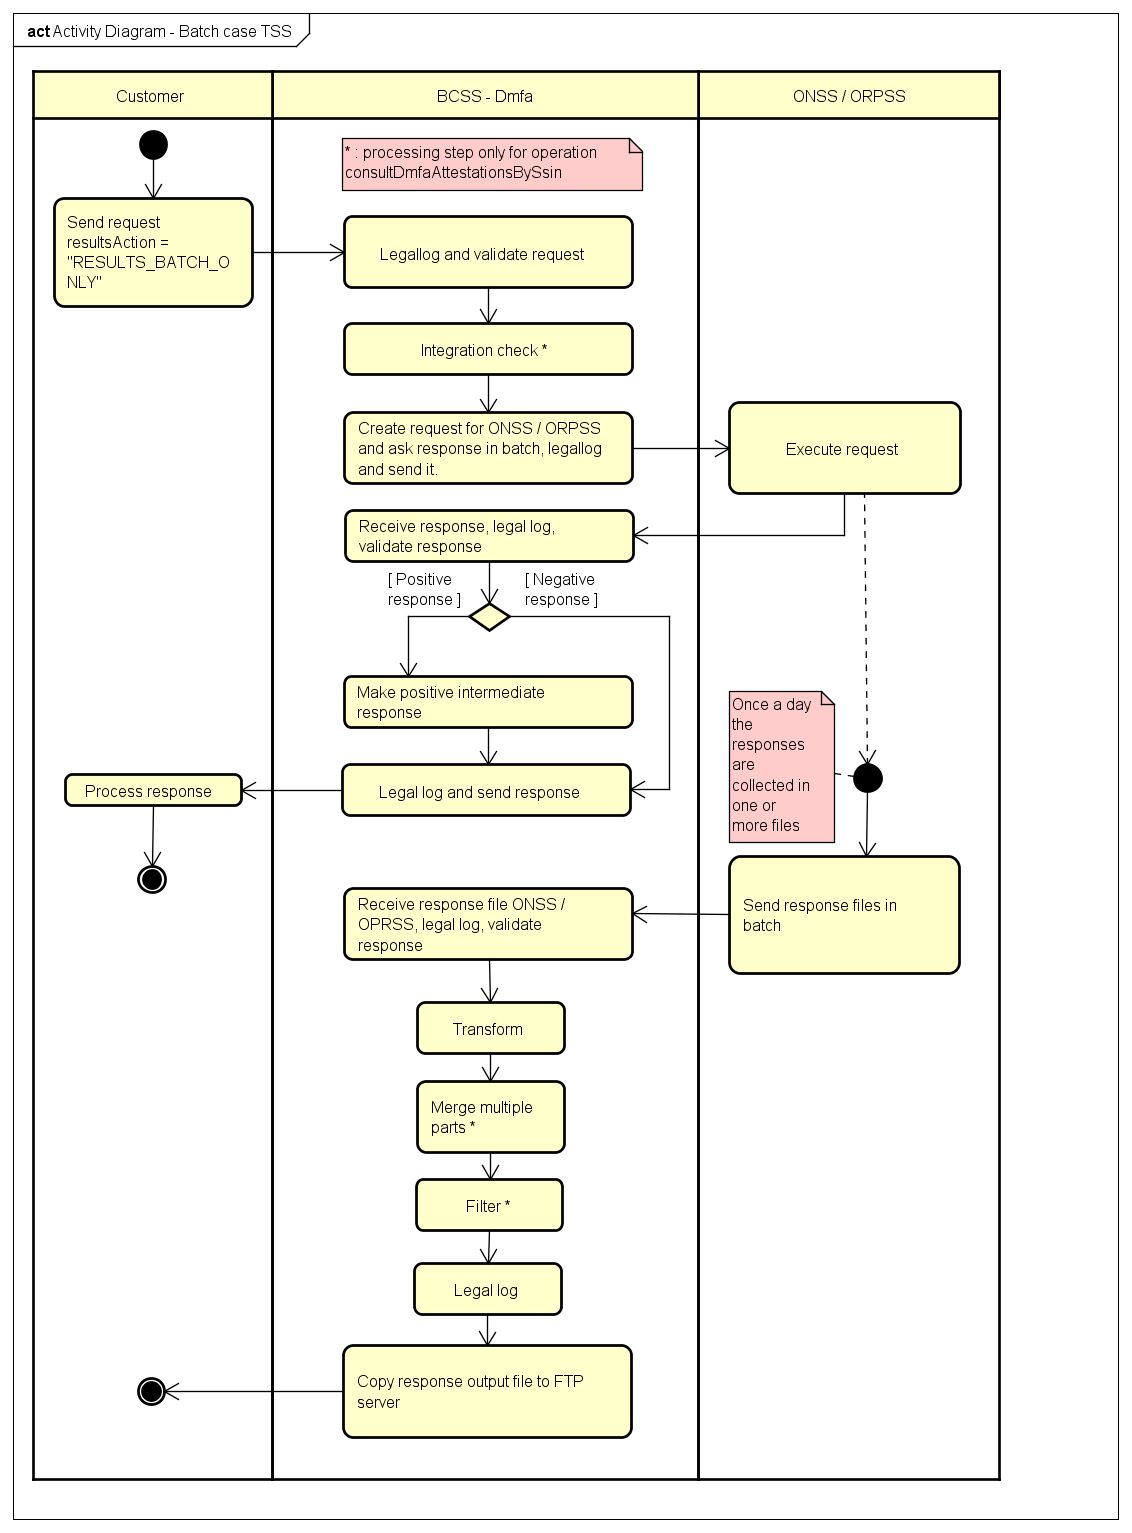 act Activity Diagram - Batch case TSS
Customer
BCSS - Dmfa
ONSS / ORPSS
* : processing step only for operation
consultDmfaAttestationsBySsin
Send request
resultsAction =
"RESULTS_BATCH_O
NLY"
Legallog and validate request
Integration check *
Create request for ONSS / ORPSS
and ask response in batch, legallog
and send it.
Execute request
Receive response, legal log,
validate response
[ Positive
response ]
[ Negative
response ]
Make positive intermediate
response
Once a day
the
responses
are
collected in
one or
more files
Process response
Legal log and send response
Receive response file ONSS /
OPRSS, legal log, validate
response
Send response files in
batch
Transform
Merge multiple
parts *
Filter *
Legal log
Copy response output file to FTP
server